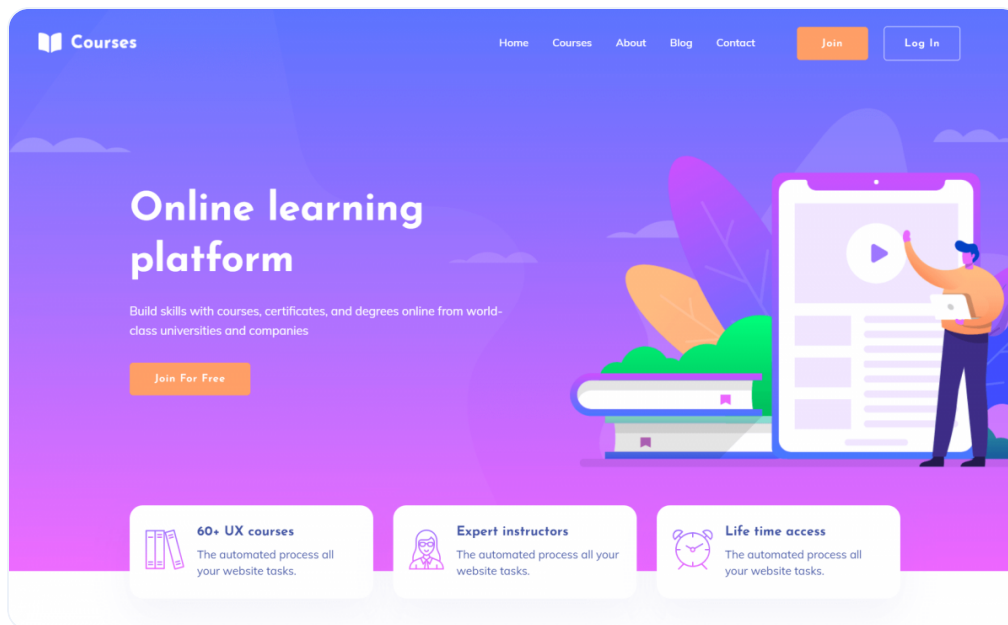 Courses
Home Courses About Blog Contact Join Log In
Online learning
platform
Build skills with courses, certificates, and degrees online from world-
class universities and companies
Join For Free
60+ UX courses
The automated process all
your website tasks.
Expert instructors
The automated process all your
website tasks.
Life time access
The automated process all
your website tasks.